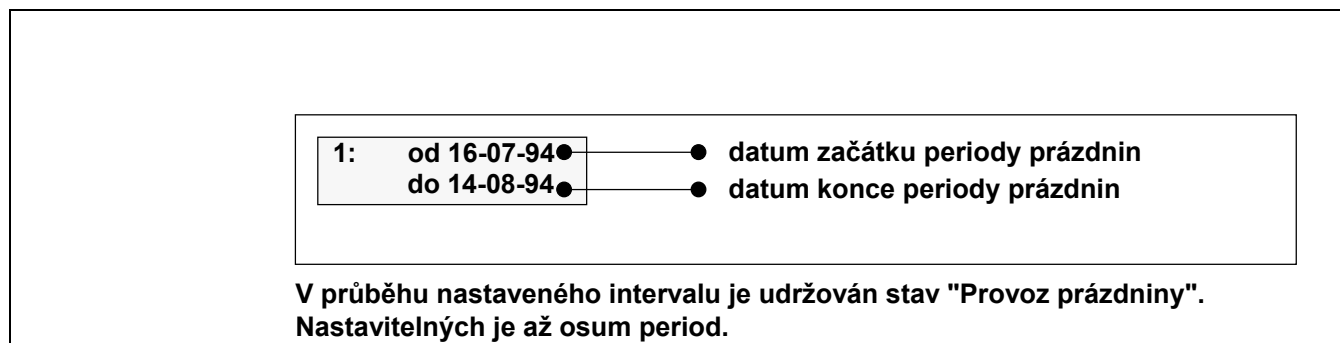 1: od 16-07-94 datum začátku periody prázdnin
do 14-08-94 datum konce periody prázdnin
V průběhu nastaveného intervalu je udržován stav "Provoz prázdniny".
Nastavitelných je až osum period.